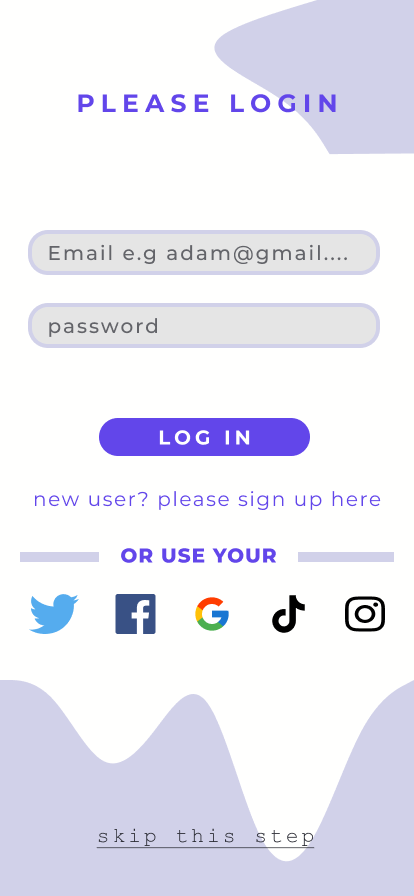 PLEASE LOGIN
Email e.g adam@gmail....
password
LOG IN
new user? please sign up here
OR USE YOUR
skip this step